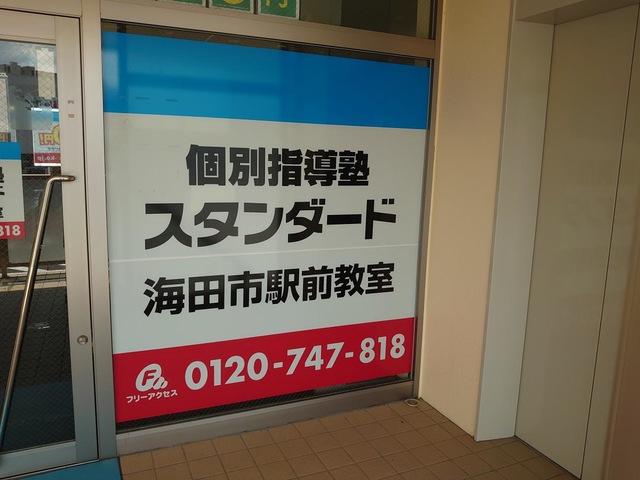 個別指導塾
スタンダード
海田市駅前教室
フリーアクセス
0120-747-818
818